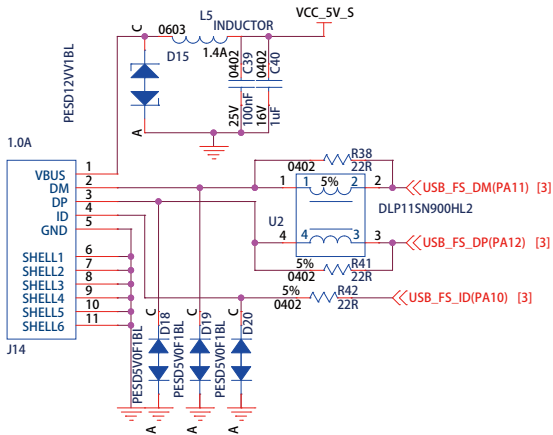 VCC_5V_S
L5
INDUCTOR
C
0603
1.4A
D15
PESD12VV1BL
0402
C39
0402
C40
25V
100nF
16V
1uF
A
1.0A
VBUS 1
DM 2
DP 3
ID 4
GND 5
SHELL1 6
SHELL2 7
SHELL3 8
SHELL4 9
SHELL5 10
SHELL6 11
J14
R38
0402 22R
1 1 5% 2 2
USB_FS_DM(PA11) [3]
DLP11SN900HL2
U2
4 4 3 3
USB_FS_DP(PA12) [3]
5% R41
0402 22R
5% R42
0402 22R
USB_FS_ID(PA10) [3]
C
D18
PESD5V0F1BL
A
C
D19
PESD5V0F1BL
A
C
D20
PESD5V0F1BL
A